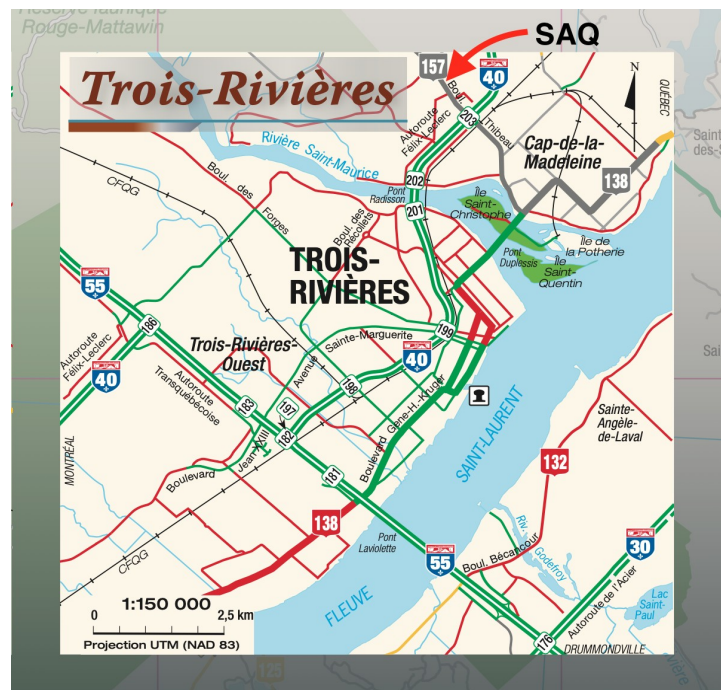 Réserve faunique
Rouge-Mattawin
SAQ
157
40
Trois-Rivières
N
QUÉBEC
Boul. Thibeau
203
Autoroute
Félix-Leclerc
Cap-de-la-
Madeleine
Rivière Saint-Maurice
138
Saint
des-S
Boul. des Forges
CFQG
202
Pont
Radisson
201
Île
Saint-
Christophe
Boul. des
Récollets
Île de
la Potherie
Pont
Duplessis
Île
Saint-
Quentin
TROIS-
RIVIÈRES
55
186
199
Sainte-Marguerite
Trois-Rivières-
Ouest
40
Sai
Autoroute
Félix-Leclerc
40
Avenue
198
Autoroute
Transquébécoise
183
197
182
Boulevard Gene-H.-Kruger
Sainte-
Angèle-
de-Laval
SAINT-LAURENT
MONTRÉAL
Boulevard Jean-XXIII
181
132
138
Pont
Laviolette
Riv. Godefroy
CFQG
55
Boul. Bécancour
30
FLEUVE
Autoroute de l'Acier
Lac
Saint-
Paul
1:150 000
0 2,5 km
Projection UTM (NAD 83)
176
DRUMMONDVILLE
125